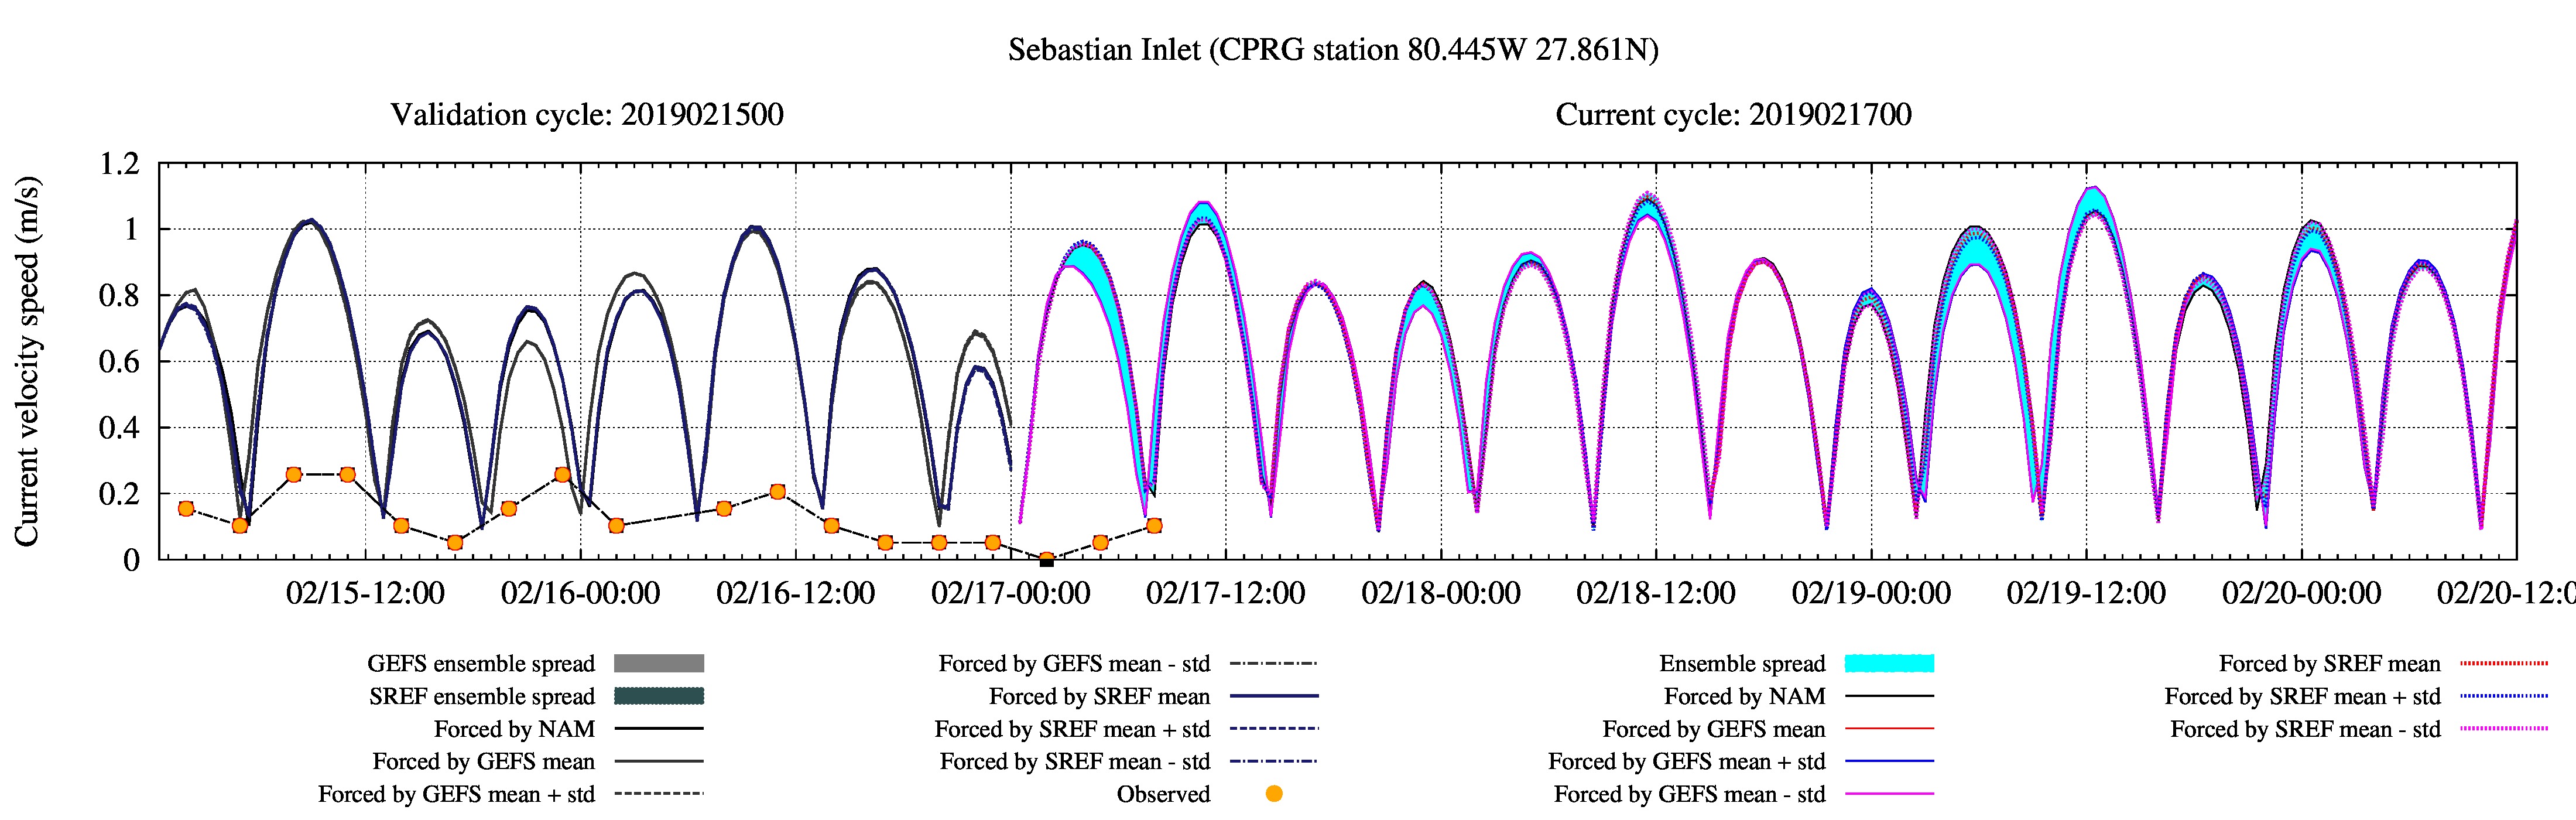 Sebastian Inlet (CPRG station 80.445W 27.861N)
Validation cycle: 2019021500
Current cycle: 2019021700
Current velocity speed (m/s)
1.2
1
0.8
0.6
0.4
0.2
0
02/15-12:00 02/16-00:00 02/16-12:00 02/17-00:00 02/17-12:00 02/18-00:00 02/18-12:00 02/19-00:00 02/19-12:00 02/20-00:00 02/20-12:0
GEFS ensemble spread
SREF ensemble spread
Forced by NAM
Forced by GEFS mean
Forced by GEFS mean + std
Forced by GEFS mean - std
Forced by SREF mean
Forced by SREF mean + std
Forced by SREF mean - std
Observed
Ensemble spread
Forced by NAM
Forced by GEFS mean
Forced by GEFS mean + std
Forced by GEFS mean - std
Forced by SREF mean
Forced by SREF mean + std
Forced by SREF mean - std